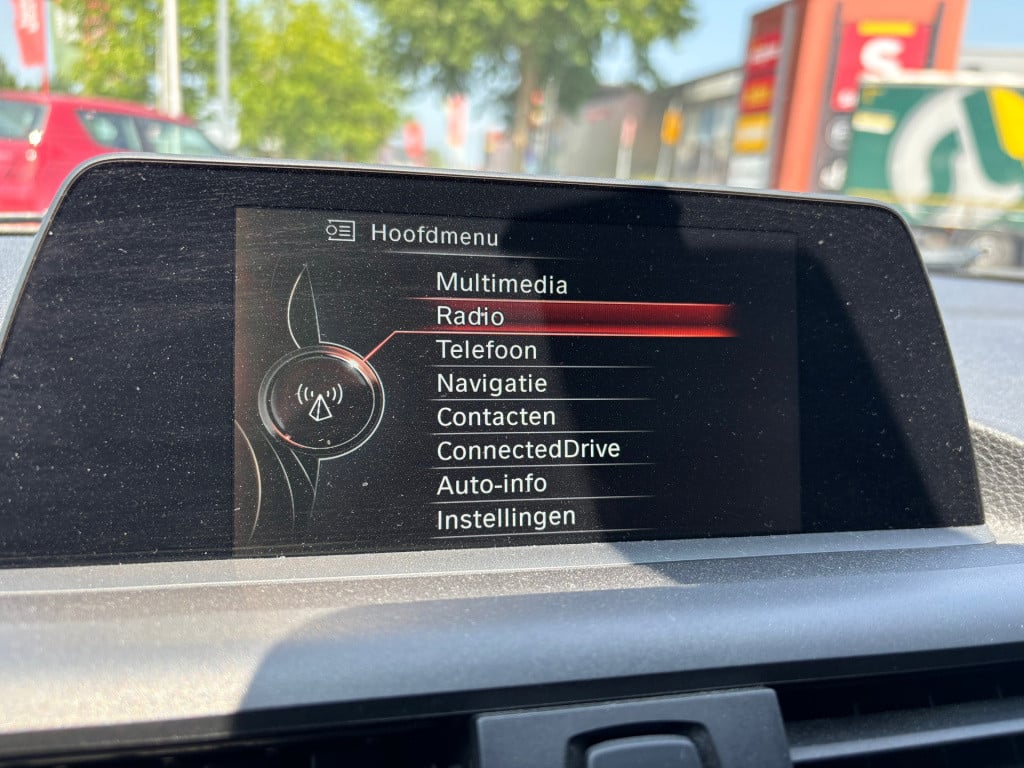 Hoofdmenu
Multimedia
Radio
Telefoon
Navigatie
Contacten
ConnectedDrive
Auto-info
Instellingen